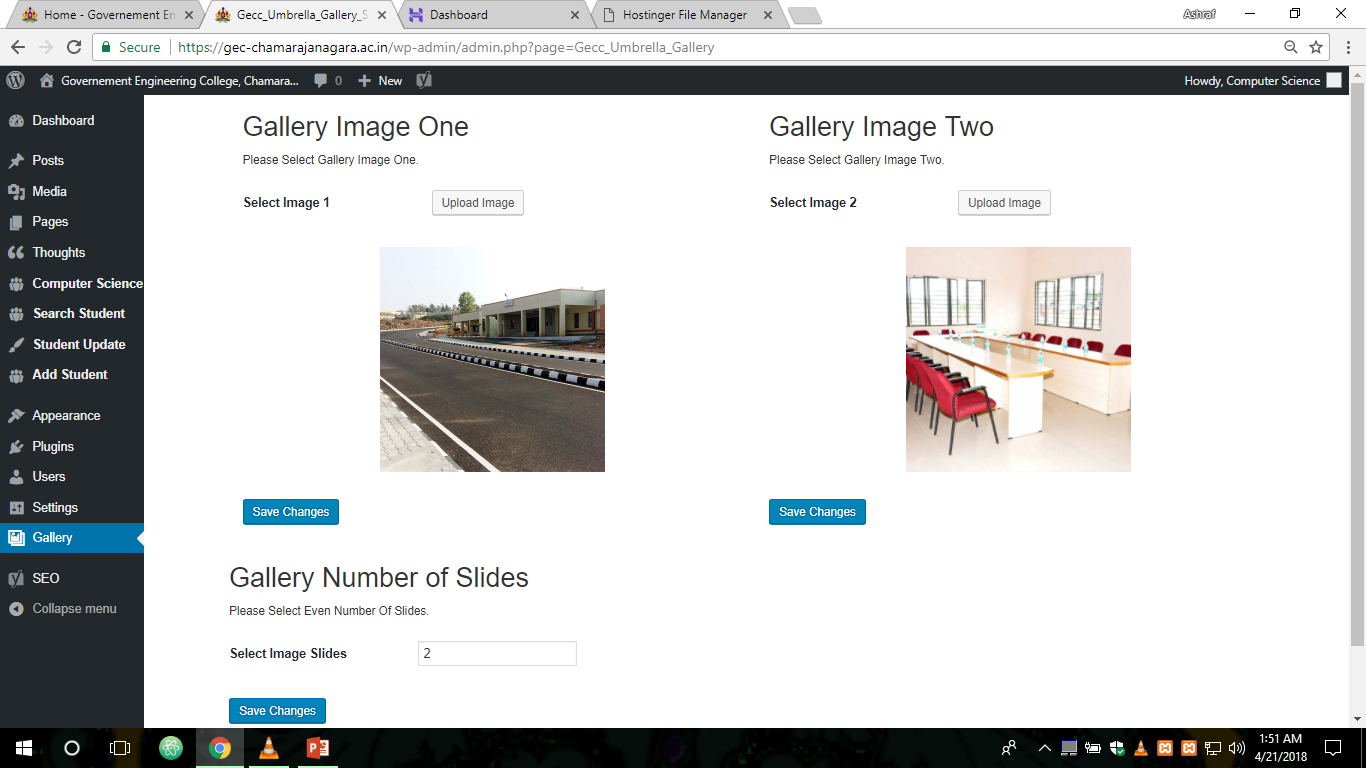 Home - Governement En
Gecc_Umbrella_Gallery_S
Dashboard
Hostinger File Manager
Ashraf
Secure
https://gec-chamarajanagara.ac.in/wp-admin/admin.php?page=Gecc_Umbrella_Gallery
Governement Engineering College, Chamara...
0
New
Howdy, Computer Science
Dashboard
Posts
Media
Pages
Thoughts
Computer Science
Search Student
Student Update
Add Student
Appearance
Plugins
Users
Settings
Gallery
SEO
Collapse menu
Gallery Image One
Please Select Gallery Image One.
Select Image 1
Upload Image
Save Changes
Gallery Image Two
Please Select Gallery Image Two.
Select Image 2
Upload Image
Save Changes
Gallery Number of Slides
Please Select Even Number Of Slides.
Select Image Slides
2
Save Changes
1:51 AM
4/21/2018